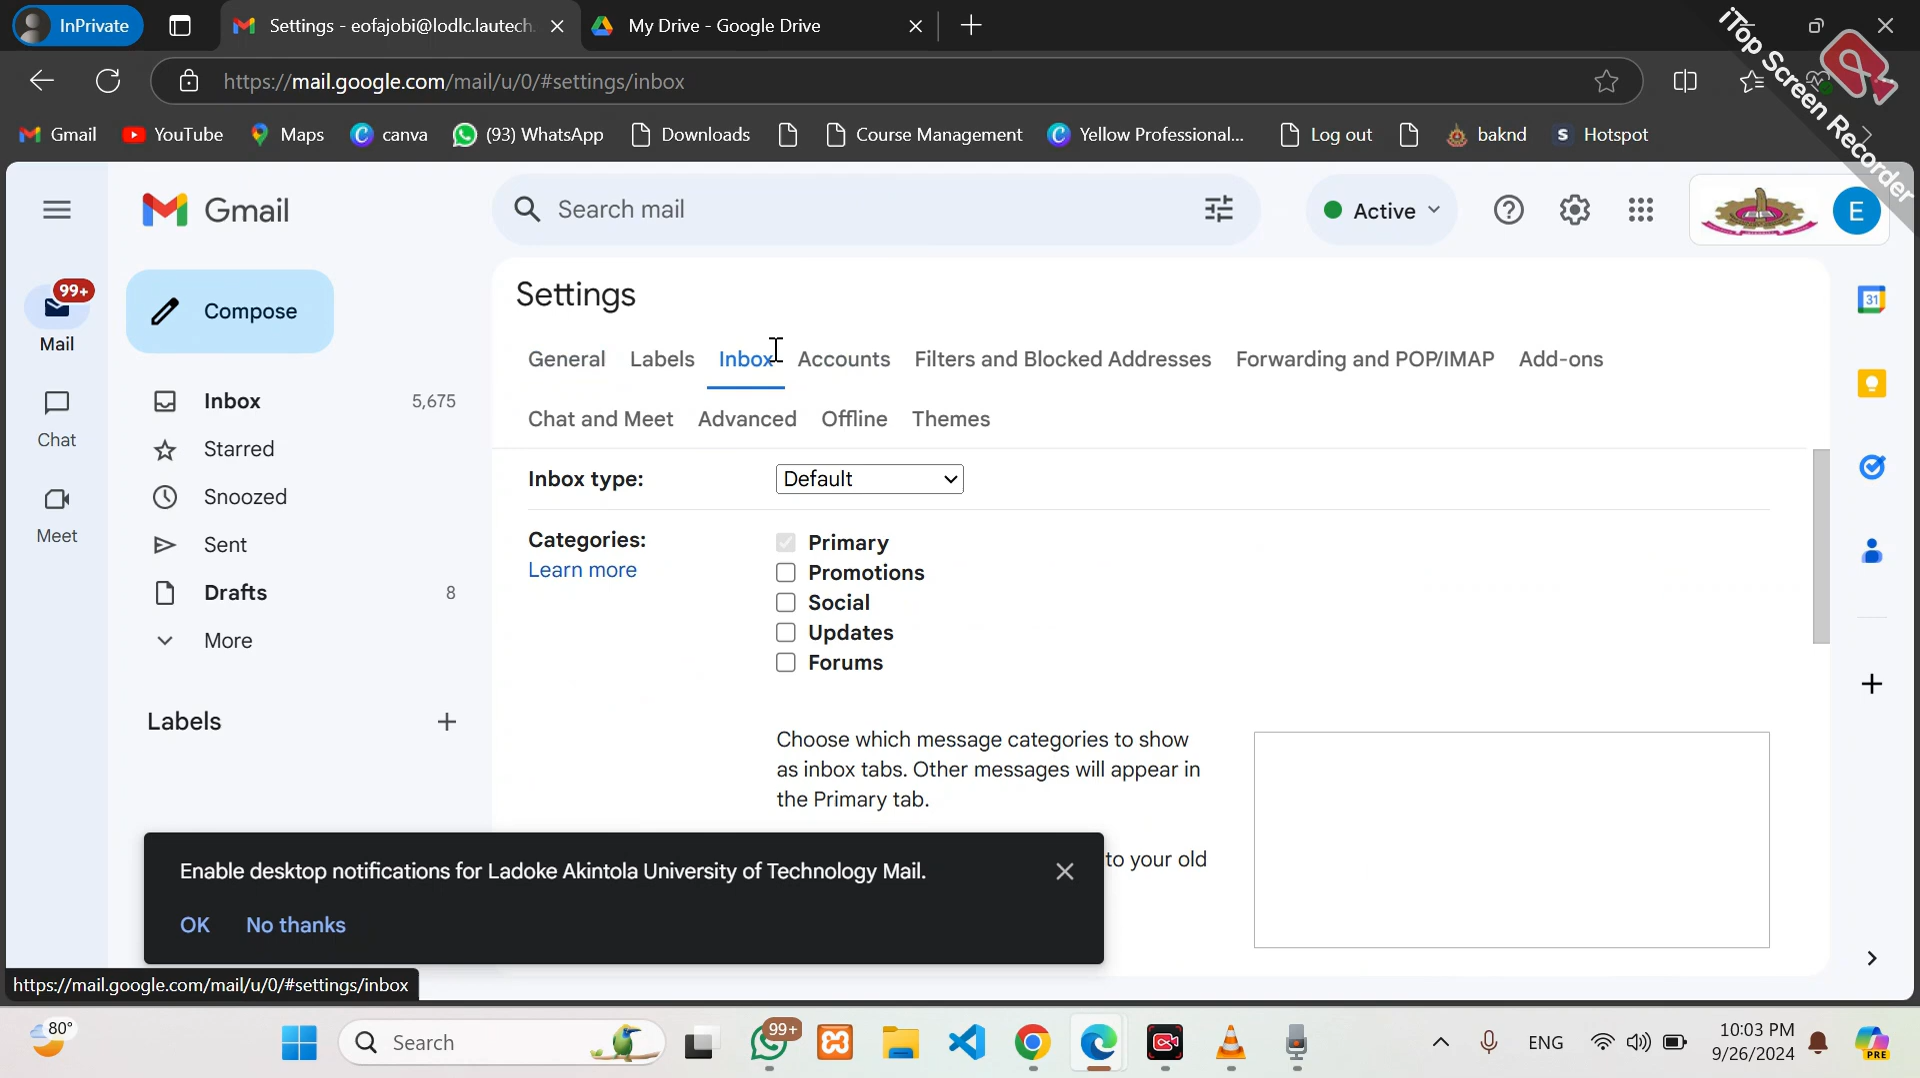 InPrivate
Settings - eofajobi@lodlc.lautech.
My Drive - Google Drive
iTop Screen Recorder
https://mail.google.com/mail/u/0/#settings/inbox
Gmail
YouTube
Maps
canva
(93) WhatsApp
Downloads
Course Management
Yellow Professional...
Log out
baknd
S Hotspot
Gmail
Search mail
Active
E
99+
Mail
Chat
Meet
Compose
Inbox 5,675
Starred
Snoozed
Sent
Drafts 8
More
Labels
Settings
General Labels Inbox Accounts Filters and Blocked Addresses Forwarding and POP/IMAP Add-ons
Chat and Meet Advanced Offline Themes
Inbox type: Default
Categories:
Learn more
Primary
Promotions
Social
Updates
Forums
Choose which message categories to show
as inbox tabs. Other messages will appear in
the Primary tab.
to your old
31
Enable desktop notifications for Ladoke Akintola University of Technology Mail.
OK No thanks
https://mail.google.com/mail/u/0/#settings/inbox
80°
Search
99+
ENG
10:03 PM
9/26/2024
PRE